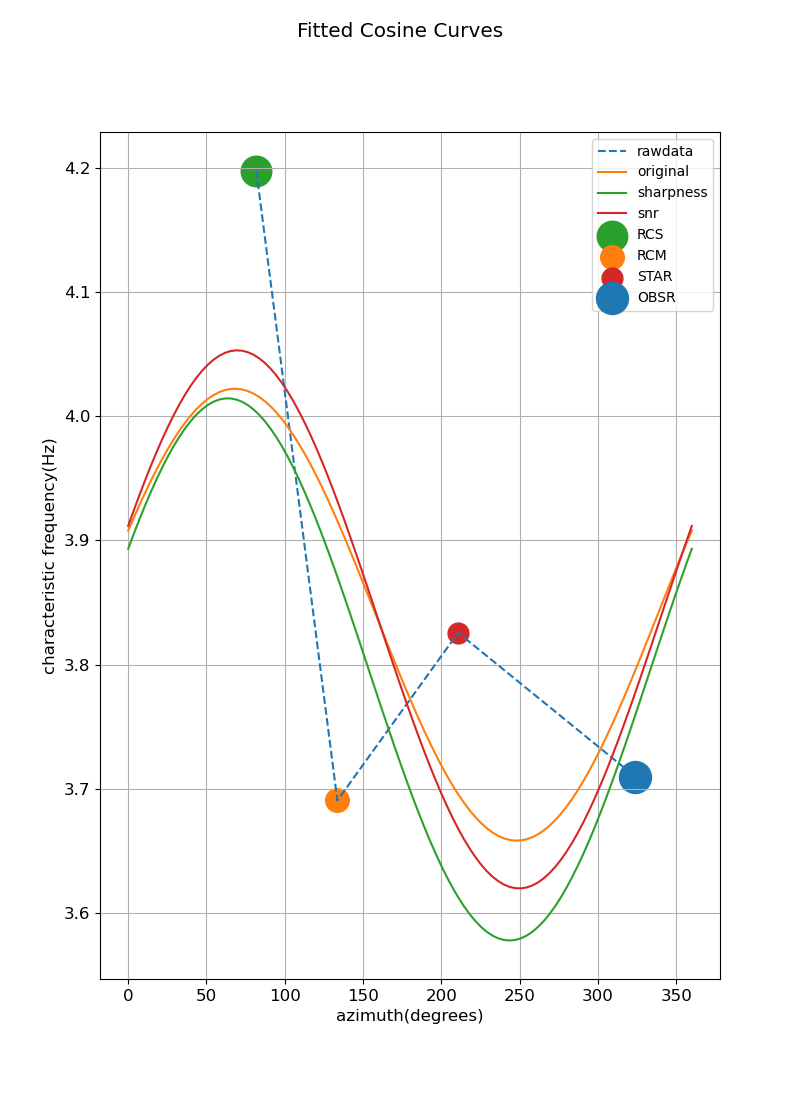 Fitted Cosine Curves
rawdata
original
sharpness
snr
RCS
RCM
STAR
OBSR
4.2
4.1
4.0
3.9
3.8
3.7
3.6
characteristic frequency(Hz)
0 50 100 150 200 250 300 350
azimuth(degrees)